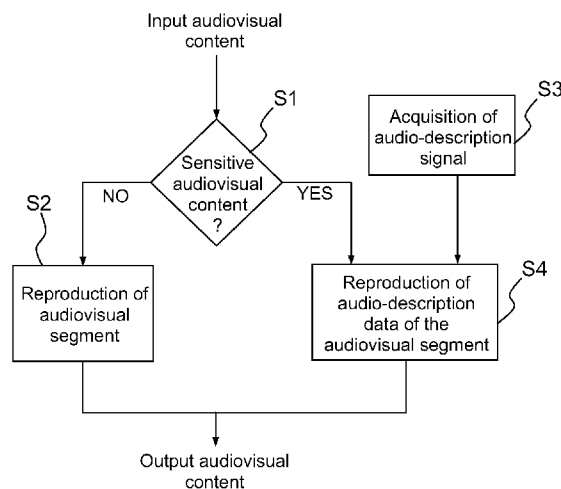 Input audiovisual
content
S1
S3
Acquisition of
audio-description
signal
Sensitive
audiovisual
content
?
NO
YES
S2
S4
Reproduction of
audiovisual
segment
Reproduction of
audio-description
data of the
audiovisual segment
Output audiovisual
content